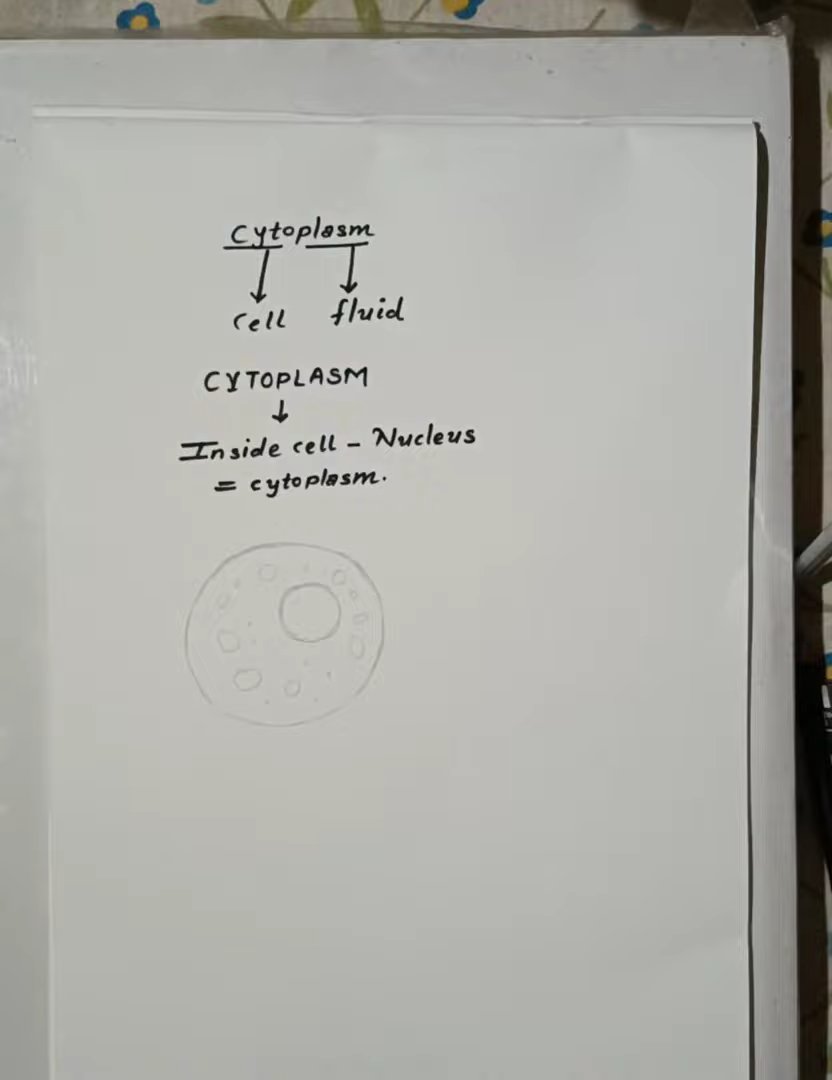 Cytoplasm
cell fluid
CYTOPLASM
Inside cell - Nucleus
= cytoplasm.